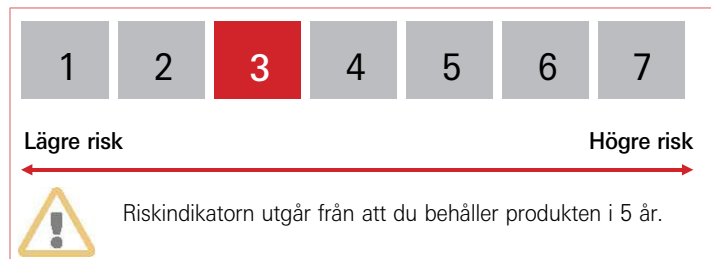 1 2 3 4 5 6 7
Lägre risk Högre risk
Riskindikatorn utgår från att du behåller produkten i 5 år.